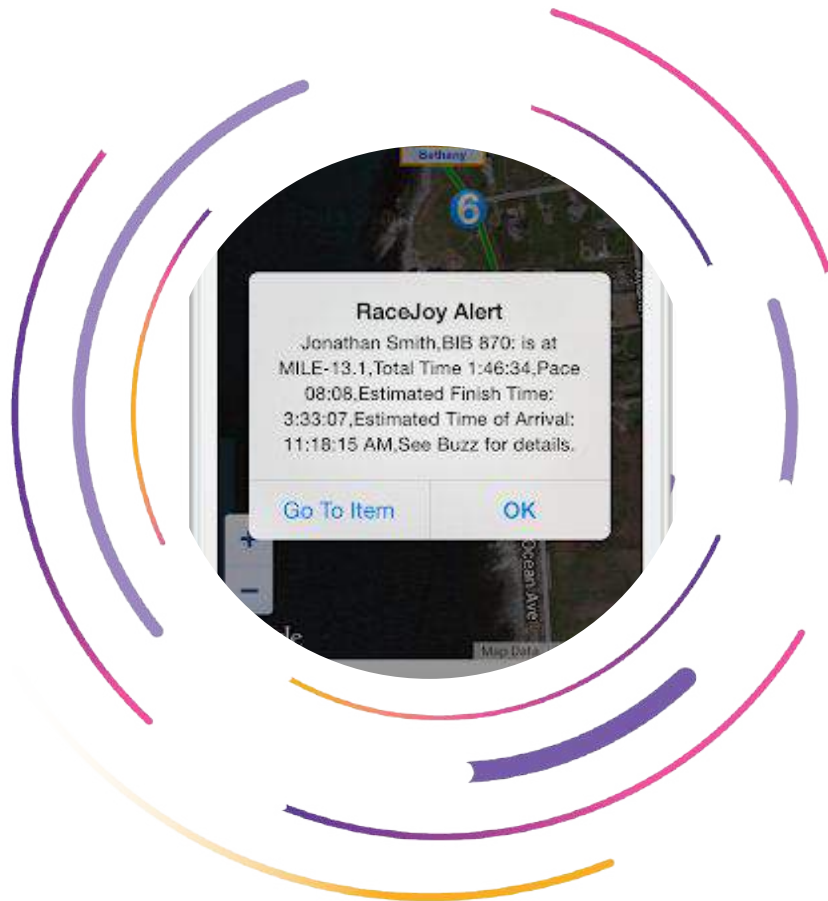 Bethany
6
RaceJoy Alert
Jonathan Smith,BIB 870: is at
MILE-13.1,Total Time 1:46:34,Pace
08:08,Estimated Finish Time:
3:33:07,Estimated Time of Arrival:
11:18:15 AM,See Buzz for details.
Go To Item
OK
+
−
Ocean Ave
Map Data